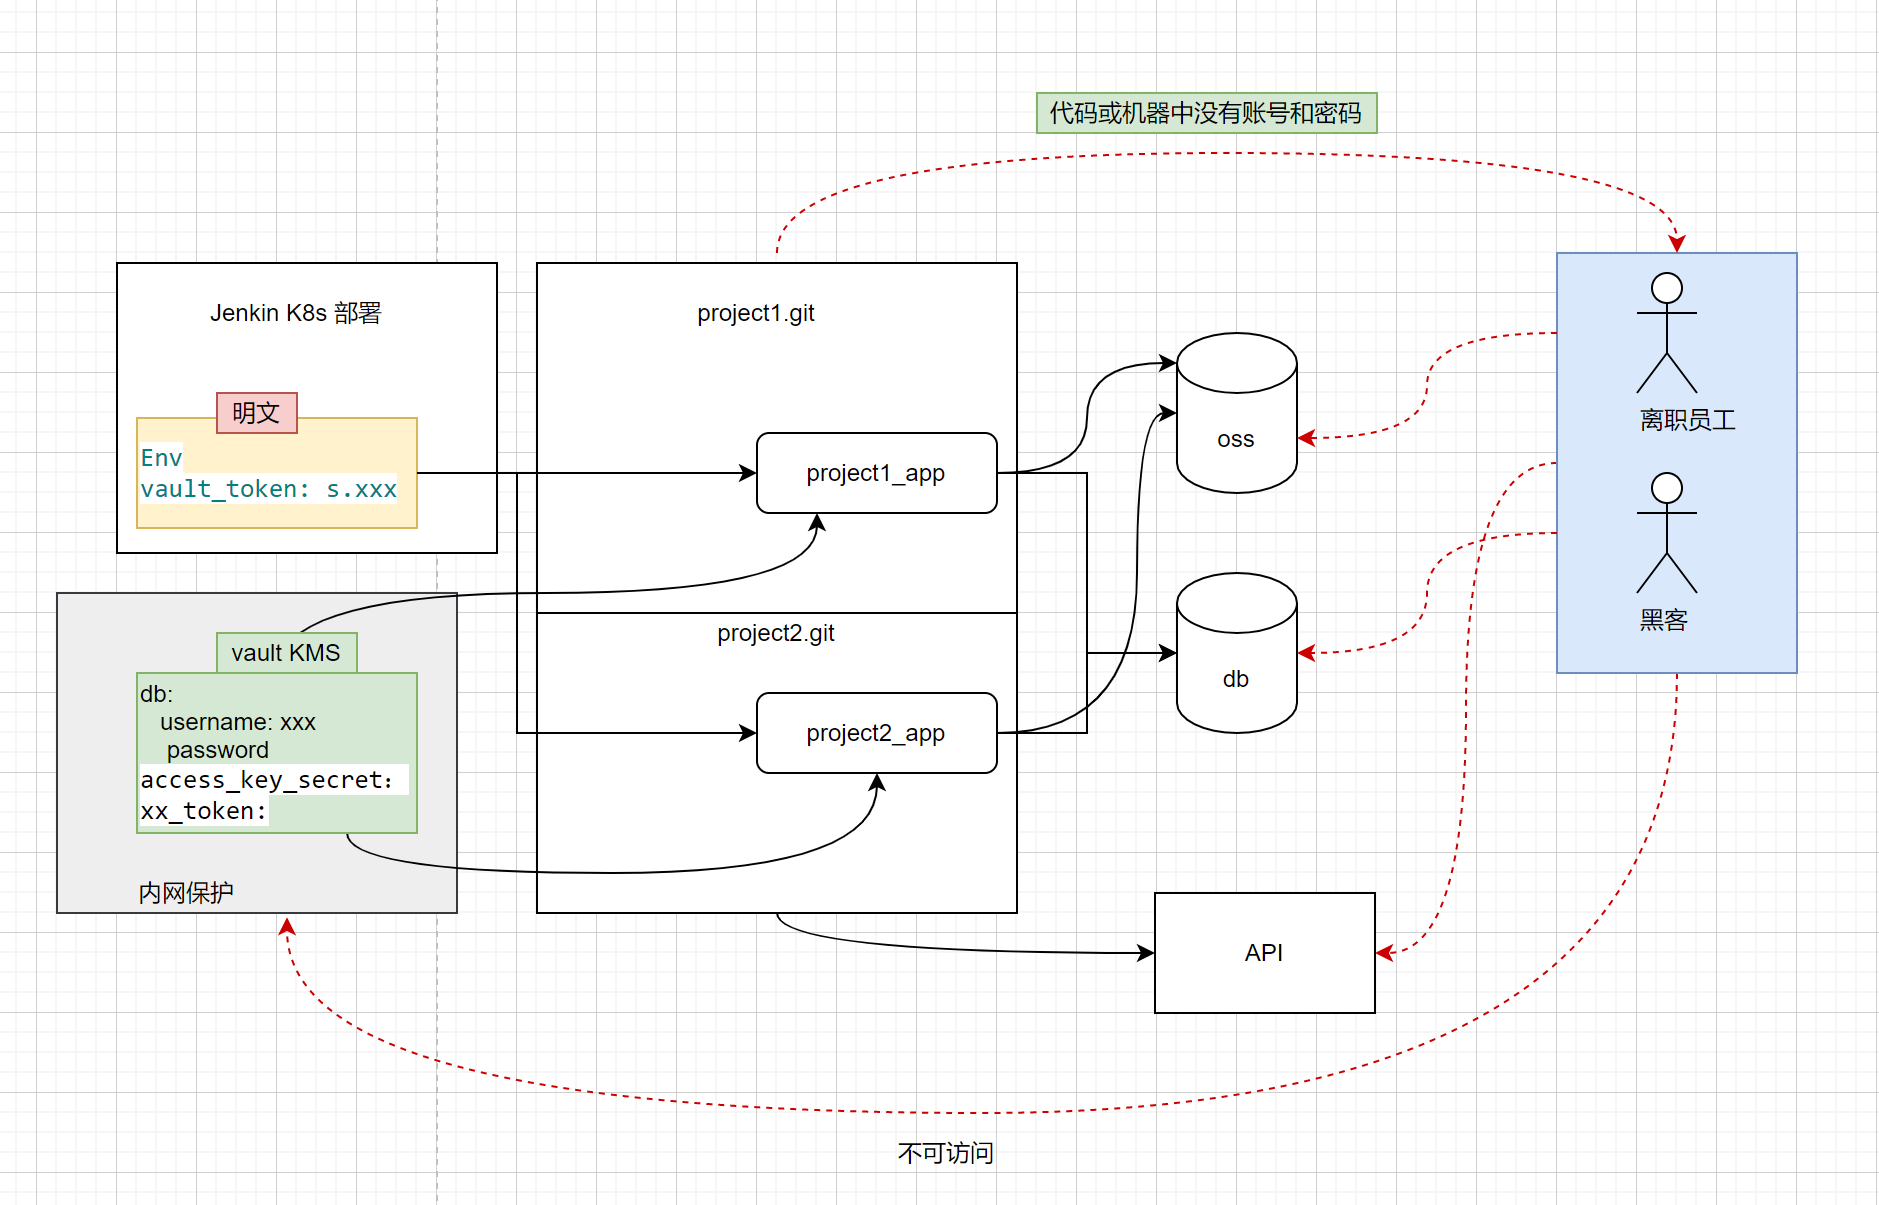 代码或机器中没有账号和密码
Jenkin K8s 部署
明文
Env
vault_token: s.xxx
project1.git
project1_app
project2.git
project2_app
vault KMS
db:
username: xxx
password
access_key_secret：
xx_token:
内网保护
oss
db
API
离职员工
黑客
不可访问